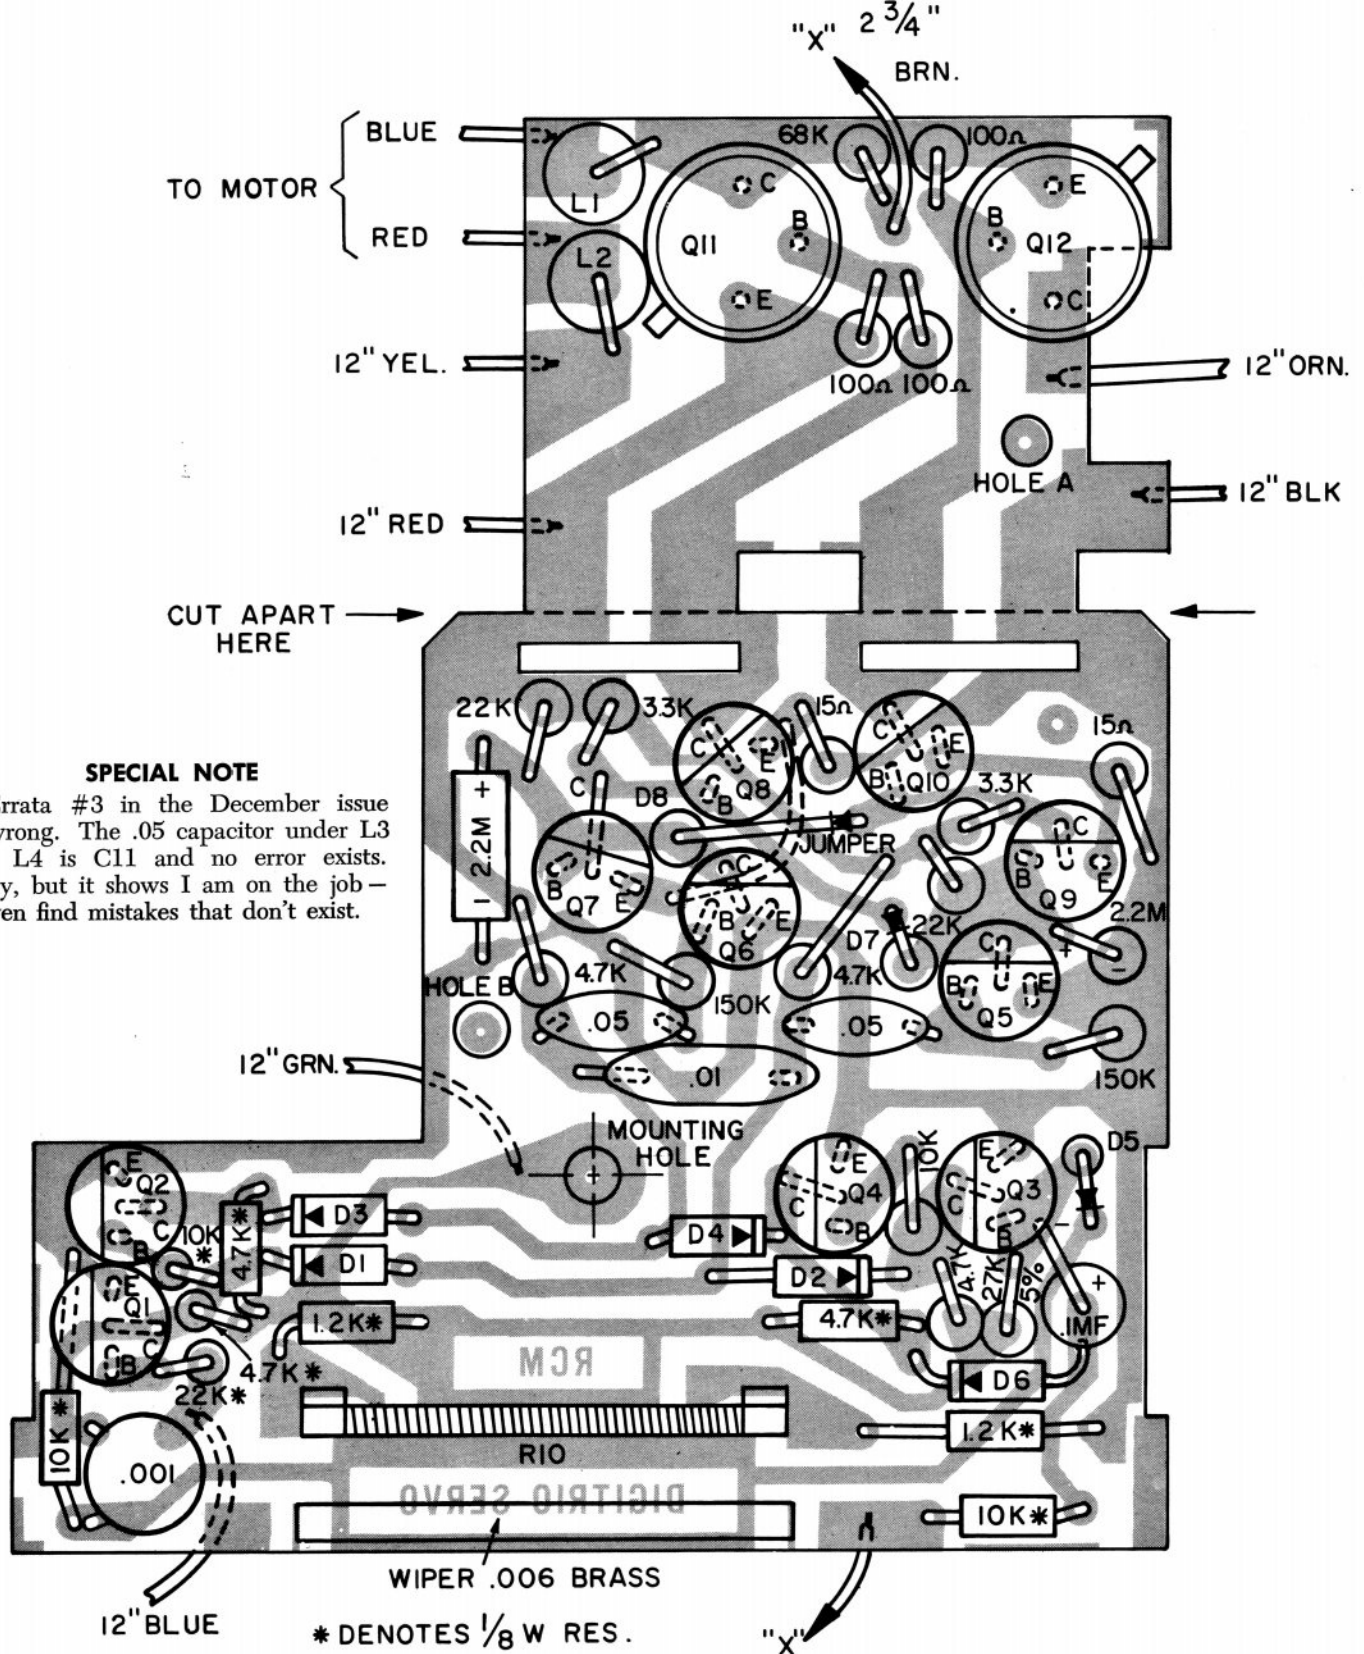 "X" 2 3/4"
BRN.
BLUE
TO MOTOR
RED
12" YEL.
12" RED
68K
100Ω
L1
L2
C
B
Q11
E
E
B
Q12
C
100Ω 100Ω
12" ORN.
HOLE A
12" BLK
CUT APART
HERE
22K
3.3K
15Ω
15Ω
C
E
Q8
B
C
E
B
Q10
3.3K
D8
C
+
2.2M
JUMPER
B
Q7
E
C
B
E
Q6
C
B
E
Q9
2.2M
D7
22K
+
-
C
B
E
Q5
SPECIAL NOTE
rrata #3 in the December issue
wrong. The .05 capacitor under L3
L4 is C11 and no error exists.
y, but it shows I am on the job —
en find mistakes that don't exist.
HOLE B
4.7K
150K
4.7K
.05
.05
.01
150K
12" GRN.
MOUNTING
HOLE
E
Q2
C
B
10K
*
4.7K*
D3
D1
E
Q1
C
B
1.2K*
4.7K*
22K*
10K*
.001
D4
D2
4.7K*
E
Q4
C
B
10K
E
C
Q3
B
D5
-
4.7K
27K
5%
+
.1MF
D6
1.2K*
10K*
RCM
R10
DIGITRIO SERVO
WIPER .006 BRASS
12" BLUE
* DENOTES 1/8 W RES.
"X"